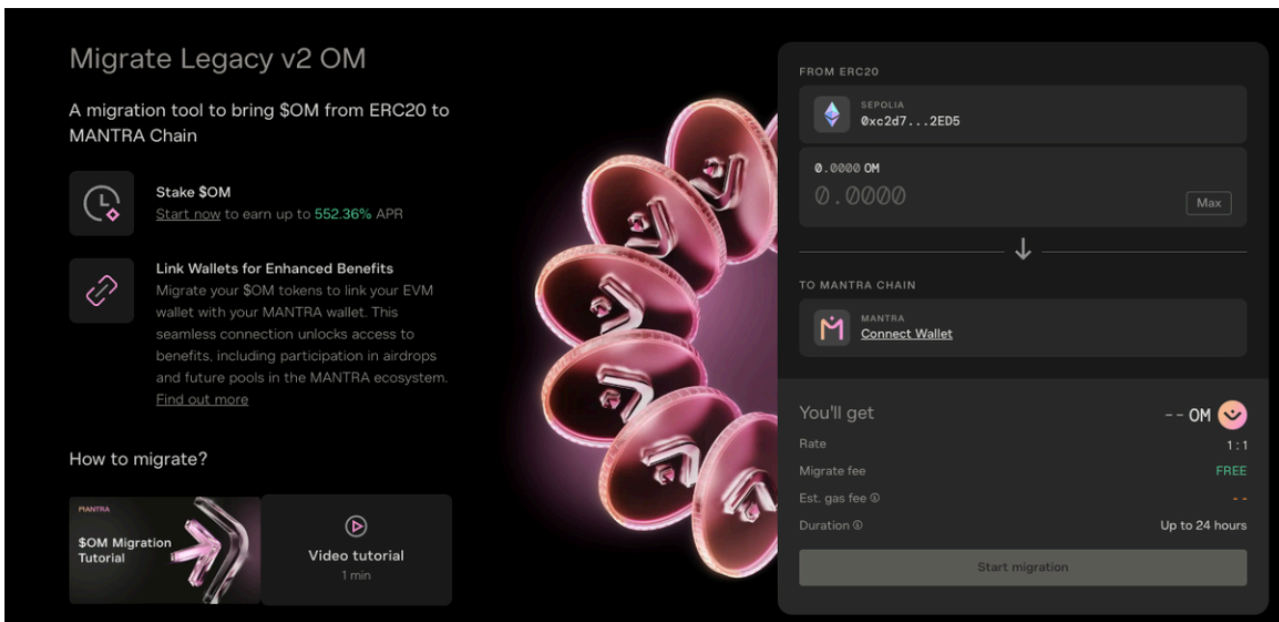 Migrate Legacy v2 OM
A migration tool to bring $OM from ERC20 to
MANTRA Chain
Stake $OM
Start now to earn up to 552.36% APR
Link Wallets for Enhanced Benefits
Migrate your $OM tokens to link your EVM
wallet with your MANTRA wallet. This
seamless connection unlocks access to
benefits, including participation in airdrops
and future pools in the MANTRA ecosystem.
Find out more
How to migrate?
MANTRA
$OM Migration
Tutorial
Video tutorial
1 min
FROM ERC20
SEPOLIA
0xc2d7...2ED5
0.0000 OM
0.0000
Max
TO MANTRA CHAIN
MANTRA
Connect Wallet
You'll get
-- OM
Rate
1:1
Migrate fee
FREE
Est. gas fee
--
Duration
Up to 24 hours
Start migration